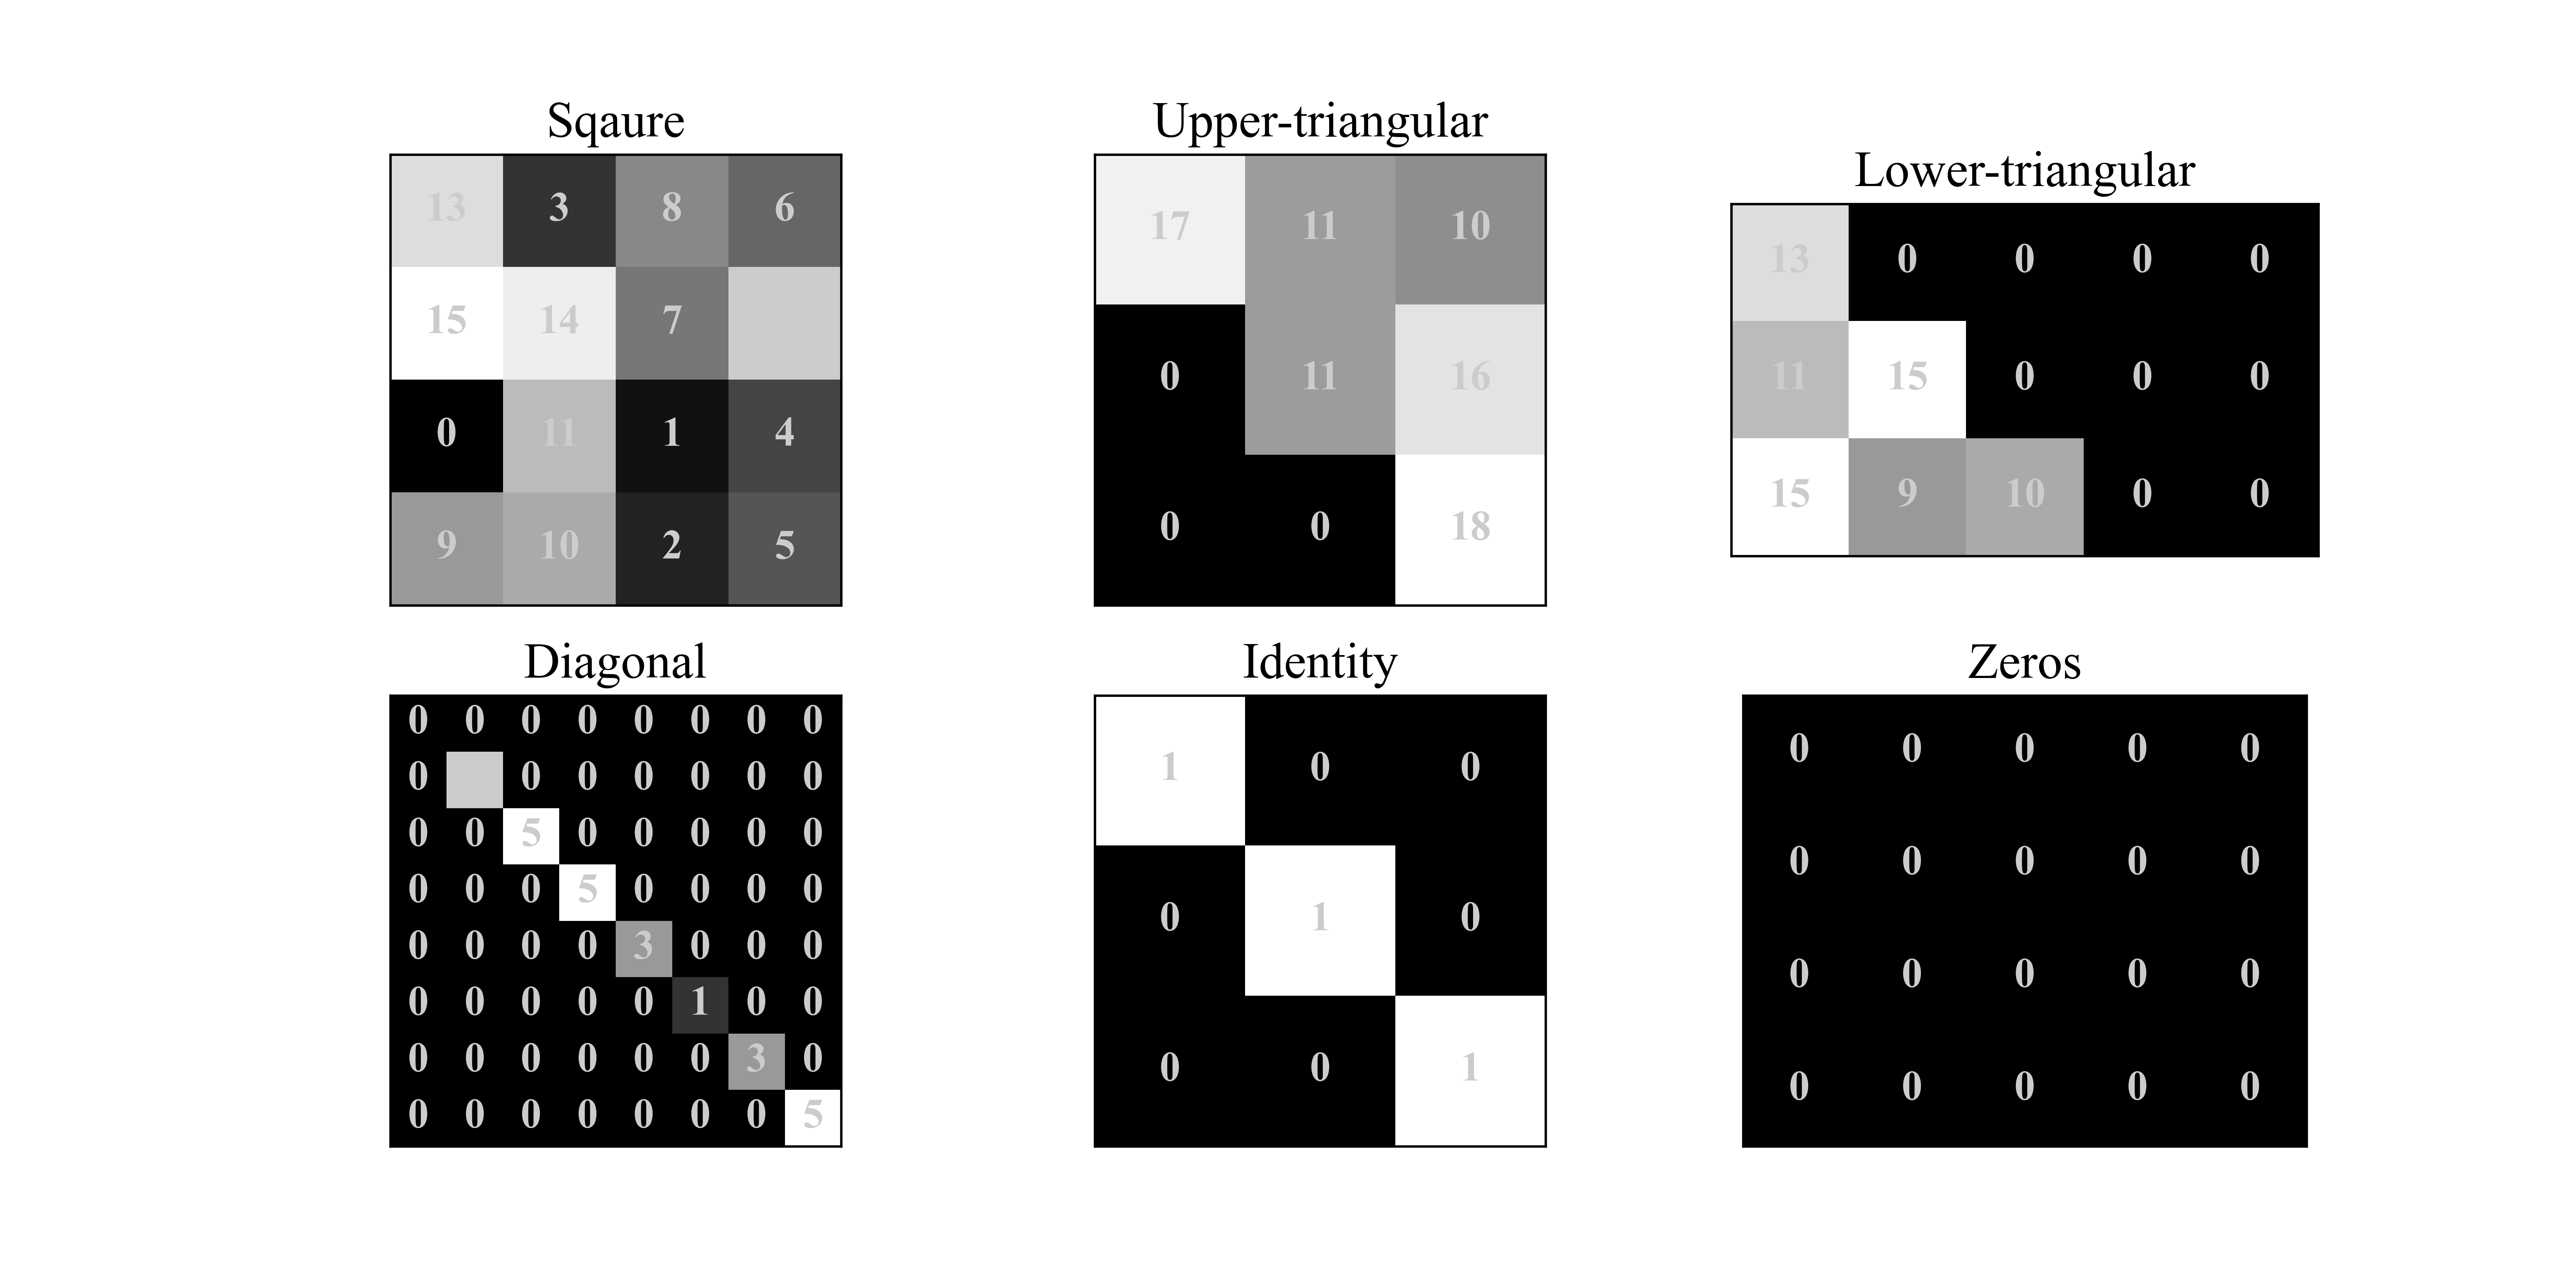 Sqaure
13 3 8 6
15 14 7
0 11 1 4
9 10 2 5
Upper-triangular
17 11 10
0 11 16
0 0 18
Lower-triangular
13 0 0 0 0
11 15 0 0 0
15 9 10 0 0
Diagonal
0 0 0 0 0 0 0 0
0 0 0 0 0 0 0
0 0 5 0 0 0 0 0
0 0 0 5 0 0 0 0
0 0 0 0 3 0 0 0
0 0 0 0 0 1 0 0
0 0 0 0 0 0 3 0
0 0 0 0 0 0 0 5
Identity
1 0 0
0 1 0
0 0 1
Zeros
0 0 0 0 0
0 0 0 0 0
0 0 0 0 0
0 0 0 0 0